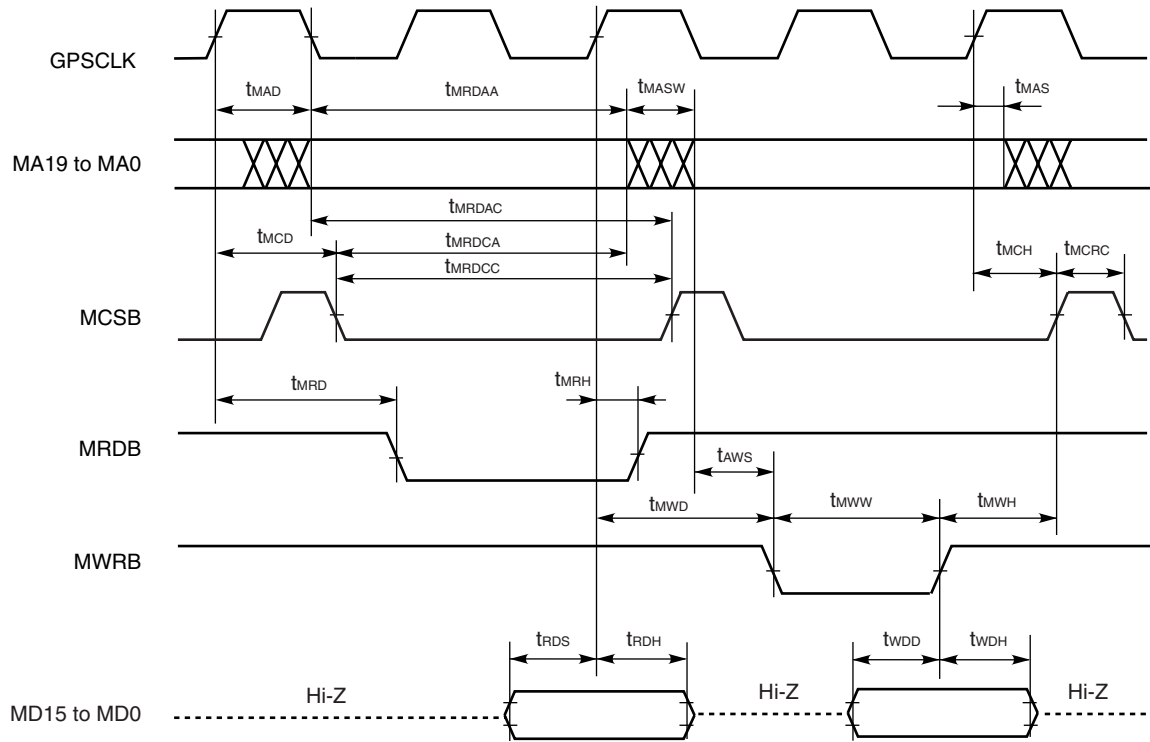 GPSCLK
tMAD
tMRDAA
tMASW
tMAS
MA19 to MA0
tMRDAC
tMCD
tMRDCA
tMRDCC
tMCH
tMCRC
MCSB
tMRD
tMRH
MRDB
tAWS
tMWD
tMWW
tMWH
MWRB
tRDS
tRDH
tWDD
tWDH
Hi-Z
Hi-Z
Hi-Z
MD15 to MD0